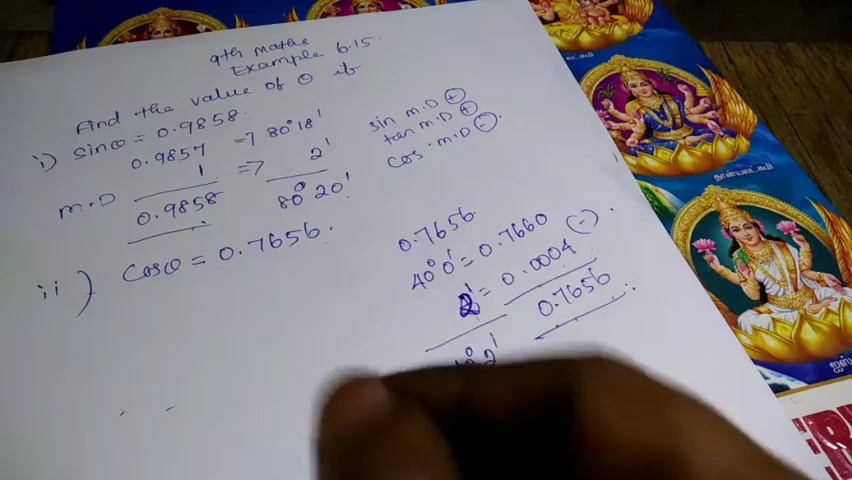 9th Maths
Example 6.15
Find the value of θ if
i) sinθ = 0.9858.
0.9857 => 80°18'
m.D 1 => 2'
0.9858 80°20'
sin m.D (+)
tan m.D (+)
cos m.D (-).
ii) Cosθ = 0.7656.
0.7656.
40°0' = 0.7660 (-).
2' = 0.0004
0.7656
2'